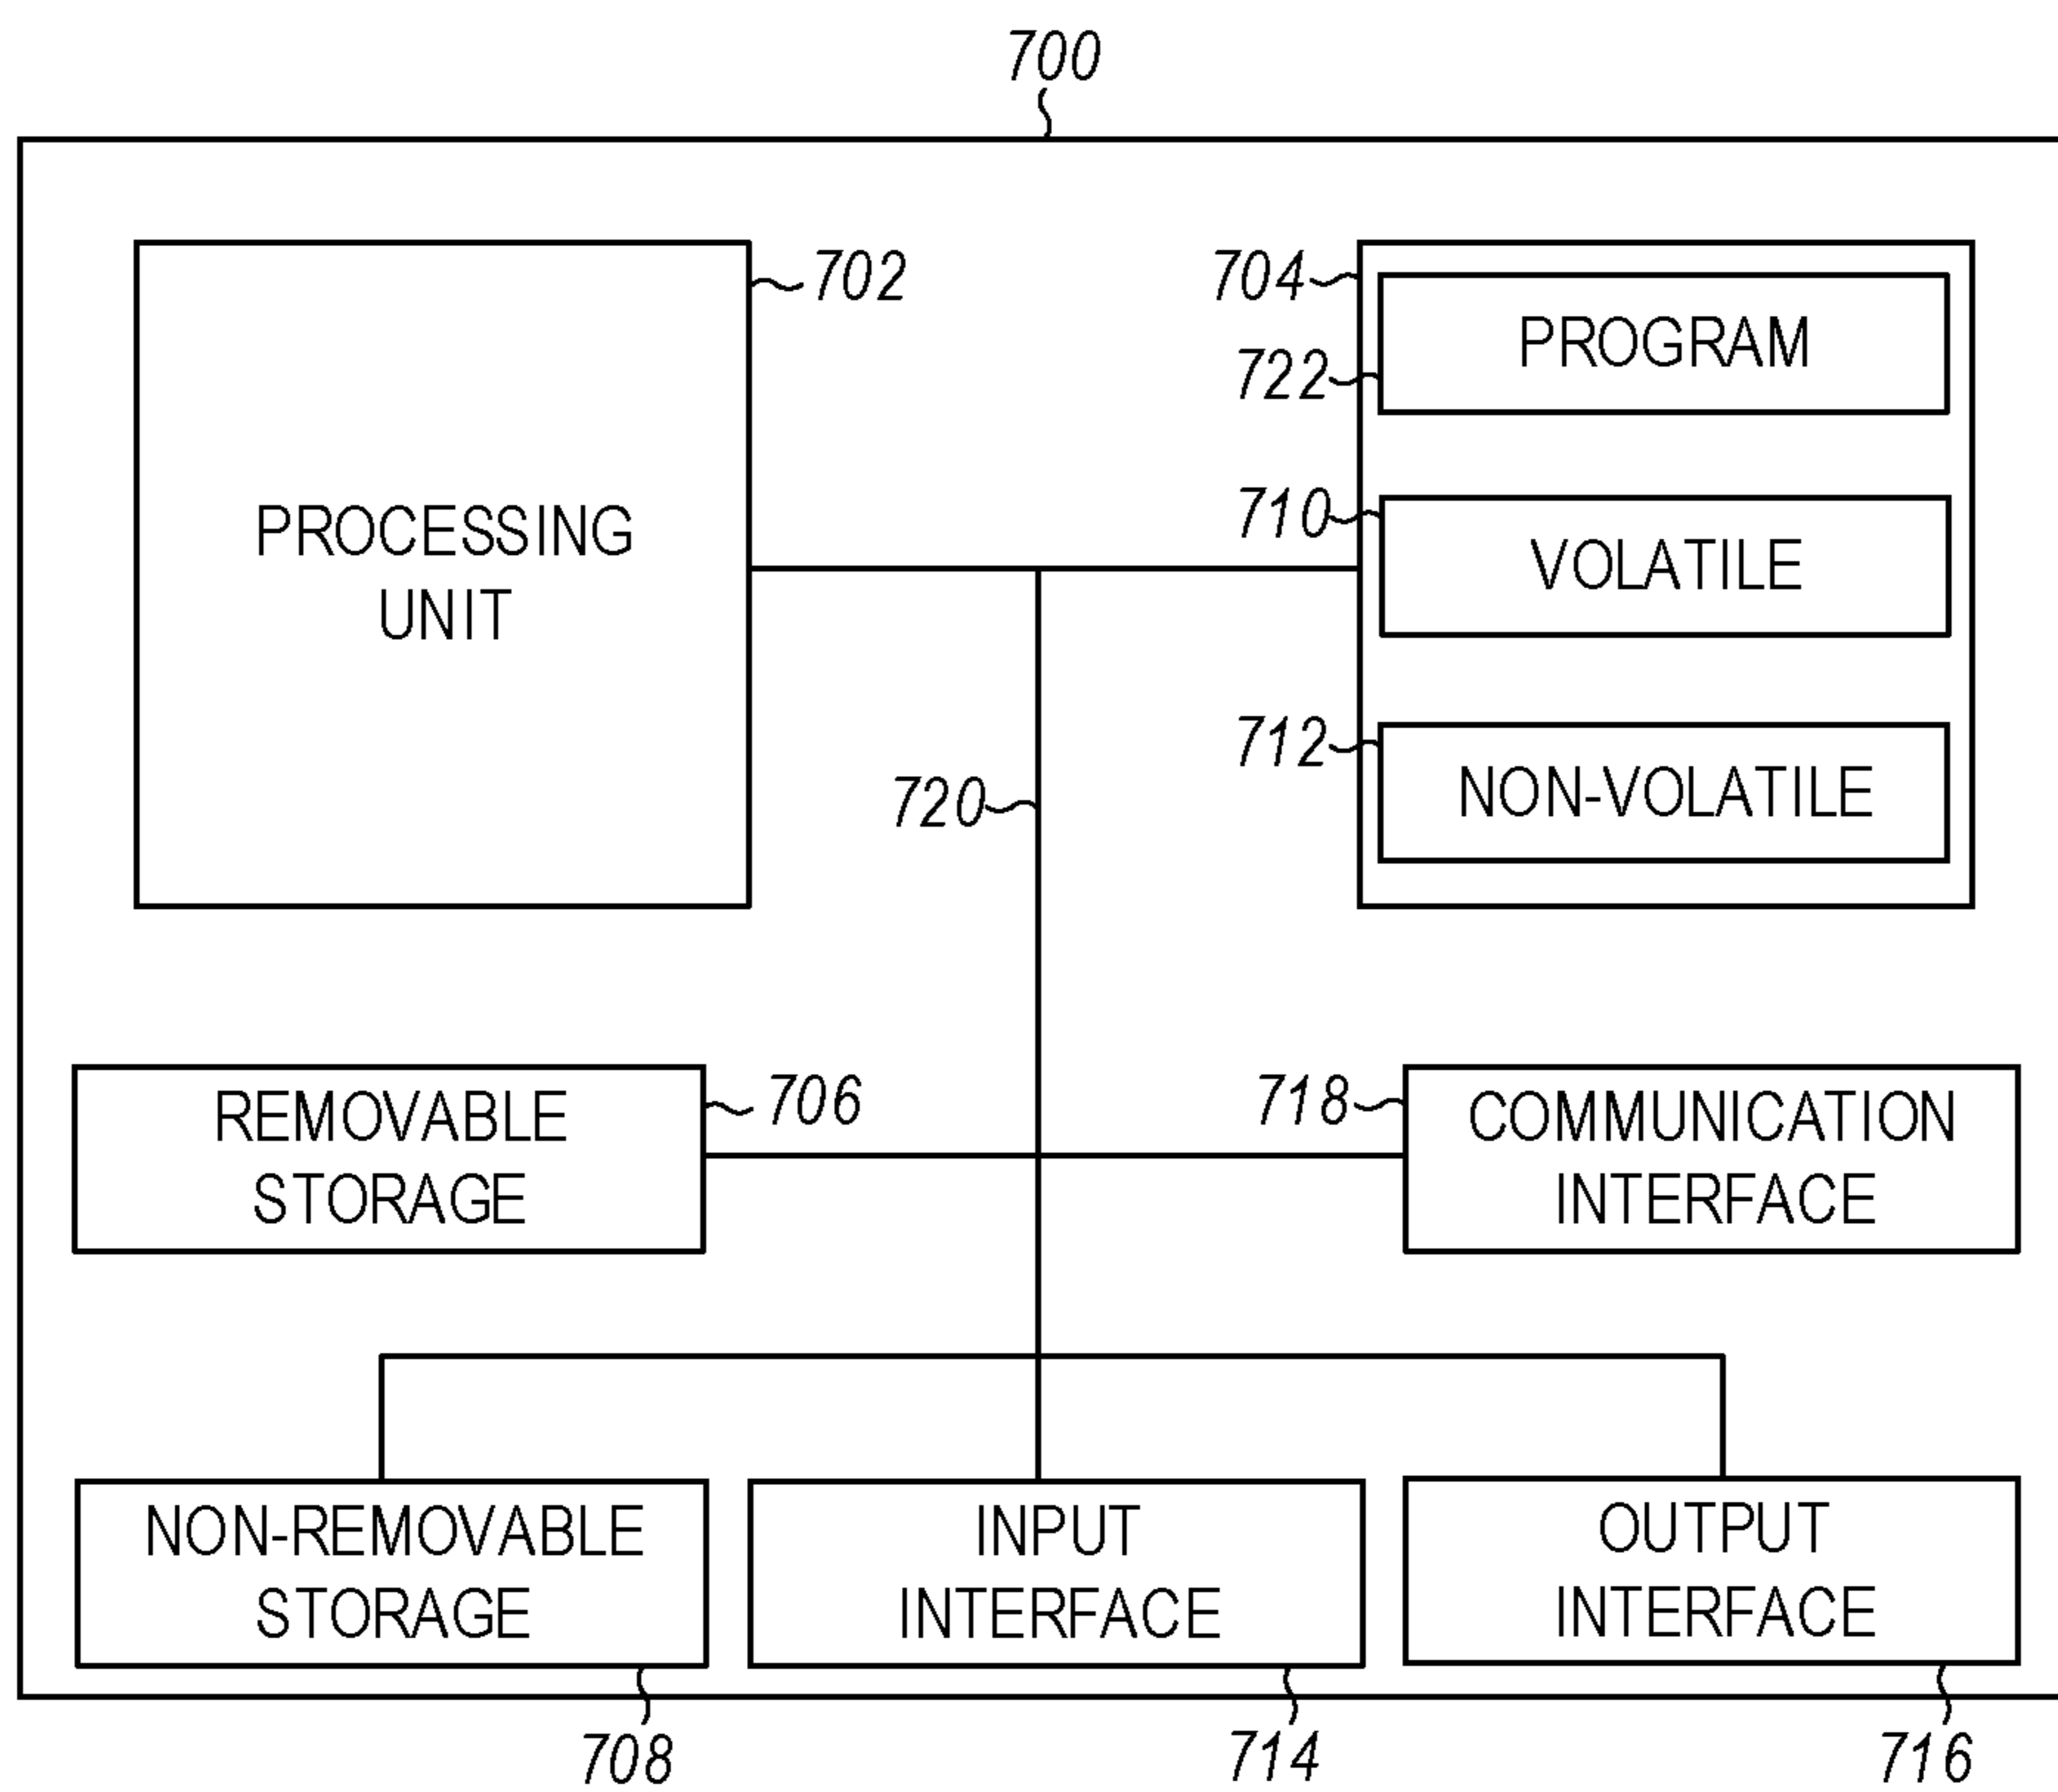 700
702
704
PROGRAM
722
710
PROCESSING
UNIT
VOLATILE
712
720
NON-VOLATILE
REMOVABLE
STORAGE
706
718
COMMUNICATION
INTERFACE
NON-REMOVABLE
STORAGE
INPUT
INTERFACE
OUTPUT
INTERFACE
708
714
716